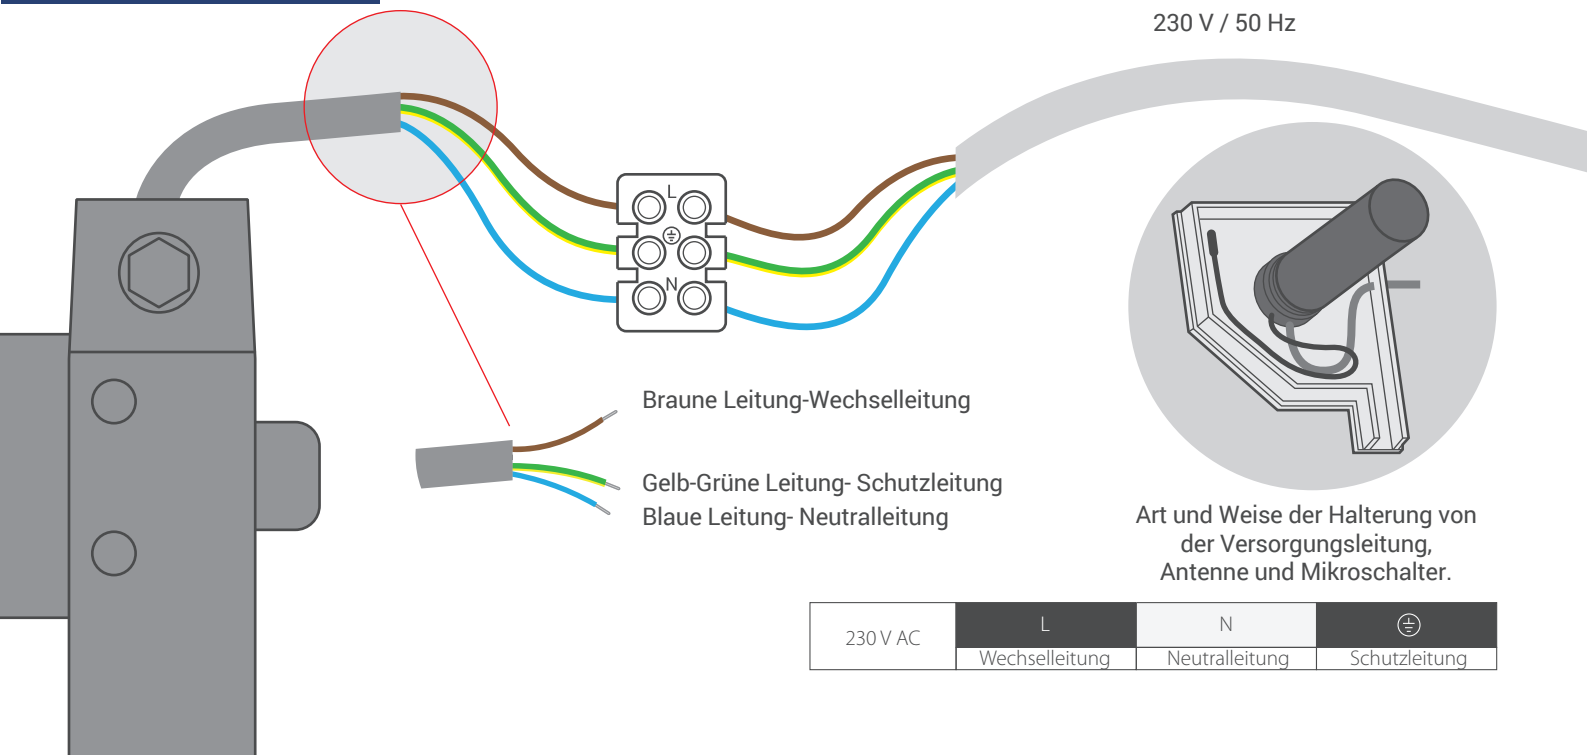 230 V / 50 Hz
L
N
Braune Leitung-Wechselleitung
Gelb-Grüne Leitung- Schutzleitung
Blaue Leitung- Neutralleitung
Art und Weise der Halterung von
der Versorgungsleitung,
Antenne und Mikroschalter.
230 V AC
L
N
Wechselleitung
Neutralleitung
Schutzleitung